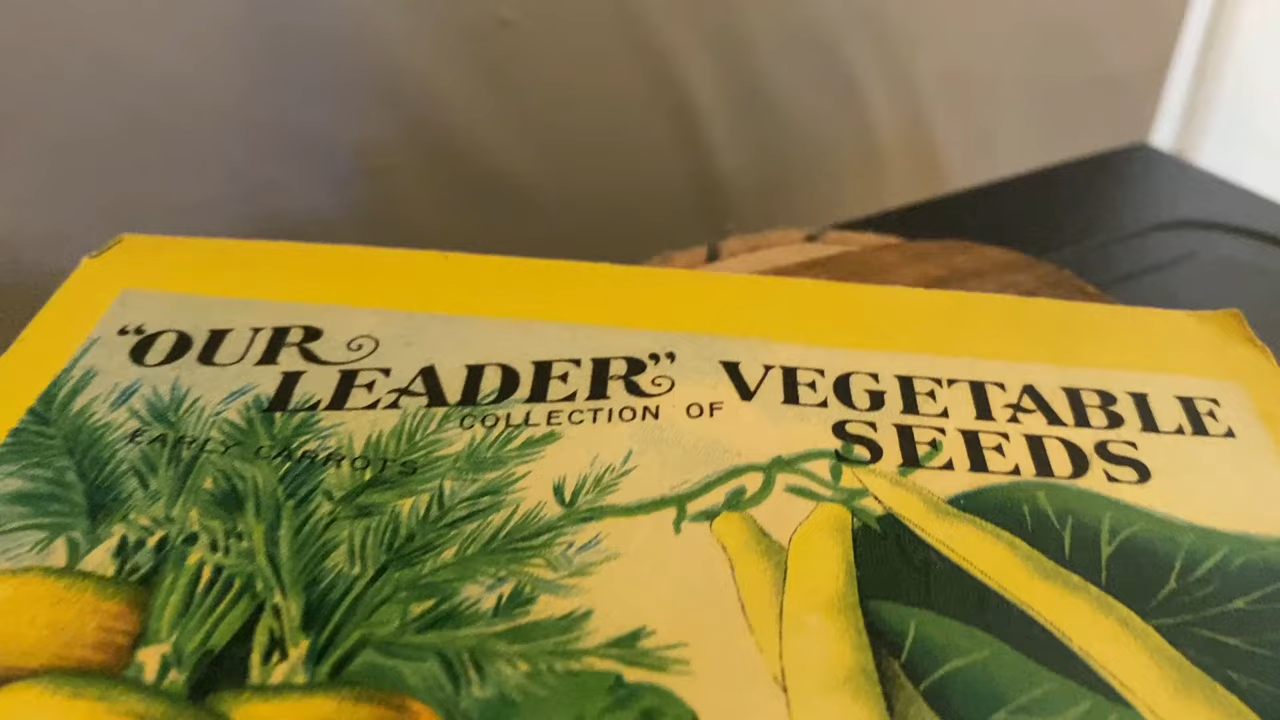 "OUR
LEADER" VEGETABLE
COLLECTION OF
SEEDS
EARLY CARROTS